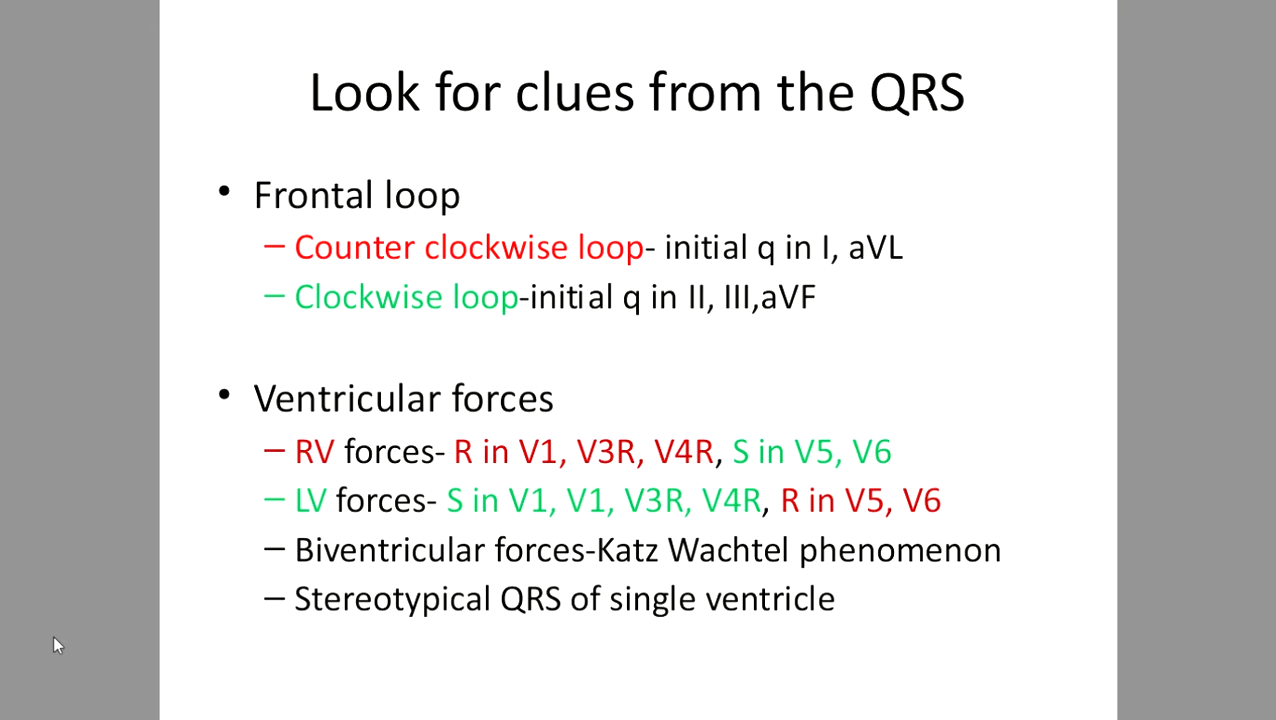 Look for clues from the QRS
• Frontal loop
– Counter clockwise loop- initial q in I, aVL
– Clockwise loop-initial q in II, III,aVF
• Ventricular forces
– RV forces- R in V1, V3R, V4R, S in V5, V6
– LV forces- S in V1, V1, V3R, V4R, R in V5, V6
– Biventricular forces-Katz Wachtel phenomenon
– Stereotypical QRS of single ventricle